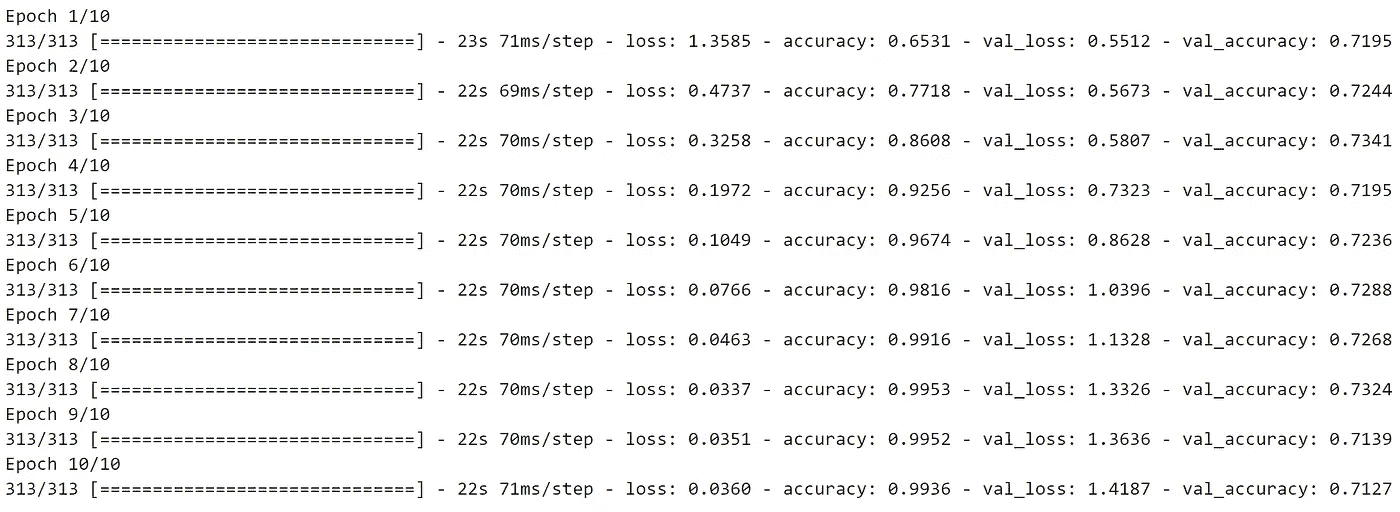 Epoch 1/10
313/313 [==============================] - 23s 71ms/step - loss: 1.3585 - accuracy: 0.6531 - val_loss: 0.5512 - val_accuracy: 0.7195
Epoch 2/10
313/313 [==============================] - 22s 69ms/step - loss: 0.4737 - accuracy: 0.7718 - val_loss: 0.5673 - val_accuracy: 0.7244
Epoch 3/10
313/313 [==============================] - 22s 70ms/step - loss: 0.3258 - accuracy: 0.8608 - val_loss: 0.5807 - val_accuracy: 0.7341
Epoch 4/10
313/313 [==============================] - 22s 70ms/step - loss: 0.1972 - accuracy: 0.9256 - val_loss: 0.7323 - val_accuracy: 0.7195
Epoch 5/10
313/313 [==============================] - 22s 70ms/step - loss: 0.1049 - accuracy: 0.9674 - val_loss: 0.8628 - val_accuracy: 0.7236
Epoch 6/10
313/313 [==============================] - 22s 70ms/step - loss: 0.0766 - accuracy: 0.9816 - val_loss: 1.0396 - val_accuracy: 0.7288
Epoch 7/10
313/313 [==============================] - 22s 70ms/step - loss: 0.0463 - accuracy: 0.9916 - val_loss: 1.1328 - val_accuracy: 0.7268
Epoch 8/10
313/313 [==============================] - 22s 70ms/step - loss: 0.0337 - accuracy: 0.9953 - val_loss: 1.3326 - val_accuracy: 0.7324
Epoch 9/10
313/313 [==============================] - 22s 70ms/step - loss: 0.0351 - accuracy: 0.9952 - val_loss: 1.3636 - val_accuracy: 0.7139
Epoch 10/10
313/313 [==============================] - 22s 71ms/step - loss: 0.0360 - accuracy: 0.9936 - val_loss: 1.4187 - val_accuracy: 0.7127